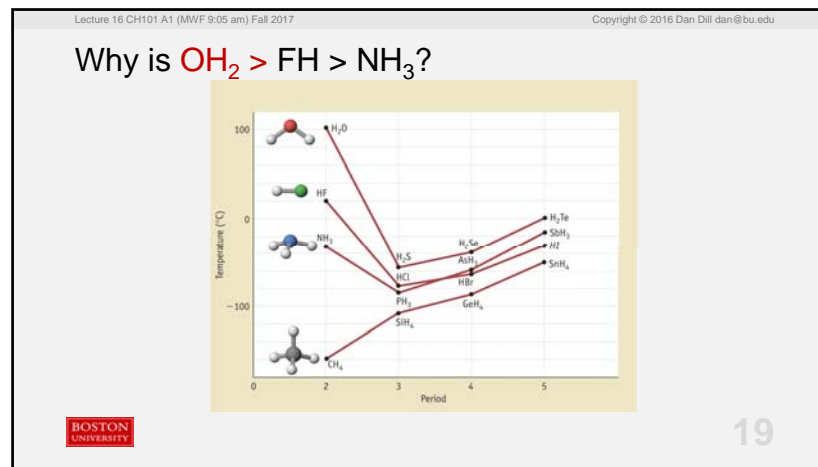 Lecture 16 CH101 A1 (MWF 9:05 am) Fall 2017
Copyright © 2016 Dan Dill dan@bu.edu
Why is OH₂ > FH > NH₃?
Temperature (°C)
100
0
−100
H₂O
HF
NH₃
CH₄
H₂S
HCl
PH₃
SiH₄
H₂Se
AsH₃
HBr
GeH₄
H₂Te
SbH₃
HI
SnH₄
0 2 3 4 5
Period
BOSTON
UNIVERSITY
19